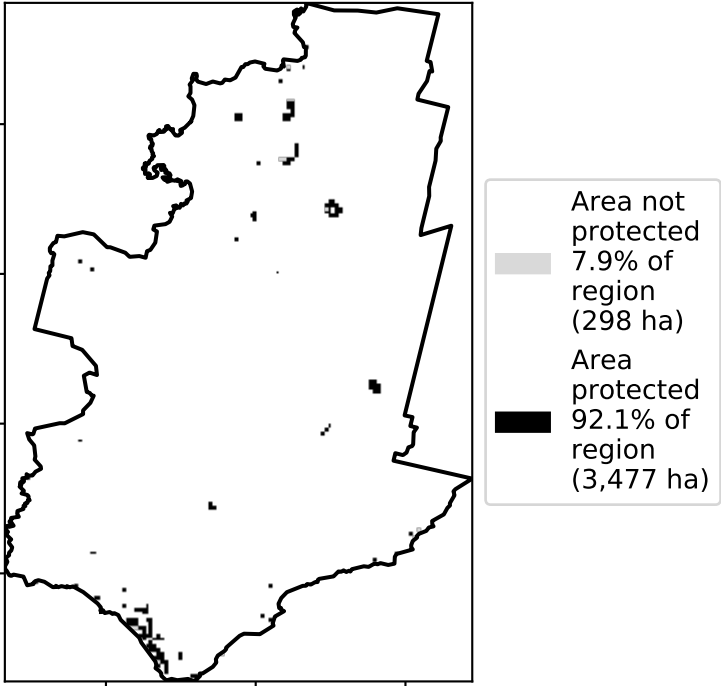 Area not
protected
7.9% of
region
(298 ha)
Area
protected
92.1% of
region
(3,477 ha)